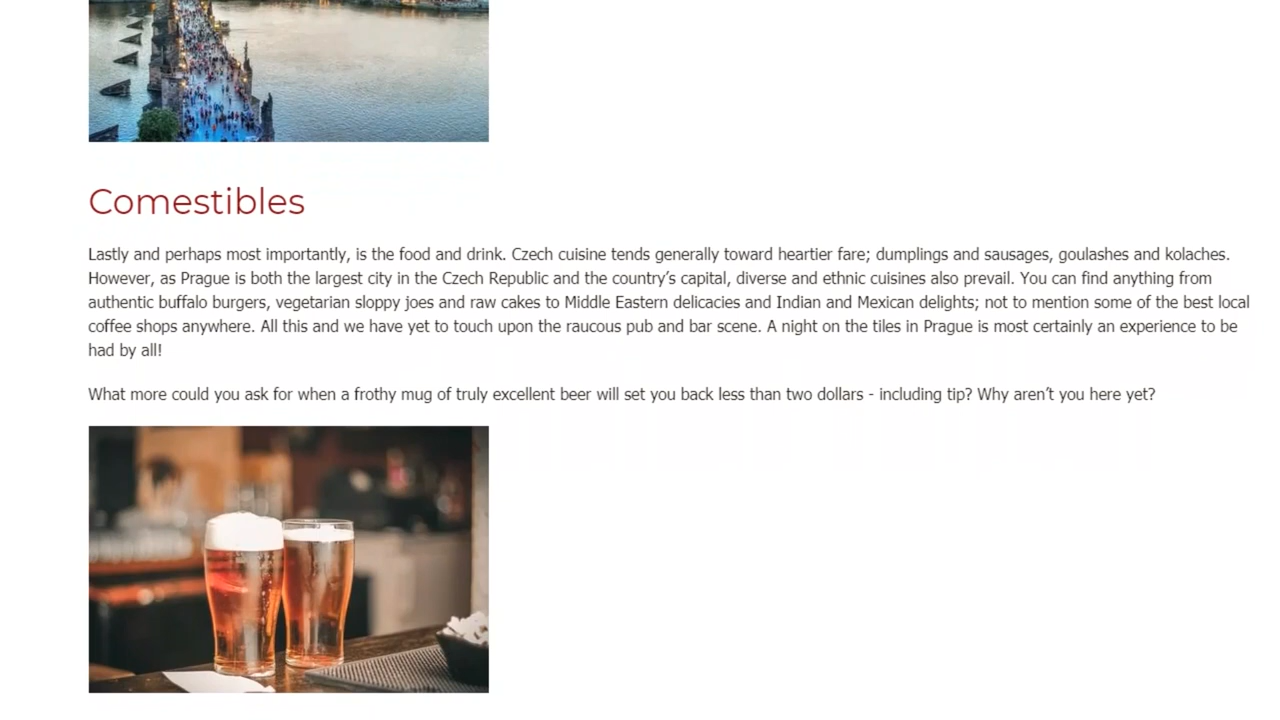 Comestibles
Lastly and perhaps most importantly, is the food and drink. Czech cuisine tends generally toward heartier fare; dumplings and sausages, goulashes and kolaches.
However, as Prague is both the largest city in the Czech Republic and the country’s capital, diverse and ethnic cuisines also prevail. You can find anything from
authentic buffalo burgers, vegetarian sloppy joes and raw cakes to Middle Eastern delicacies and Indian and Mexican delights; not to mention some of the best local
coffee shops anywhere. All this and we have yet to touch upon the raucous pub and bar scene. A night on the tiles in Prague is most certainly an experience to be
had by all!
What more could you ask for when a frothy mug of truly excellent beer will set you back less than two dollars - including tip? Why aren’t you here yet?